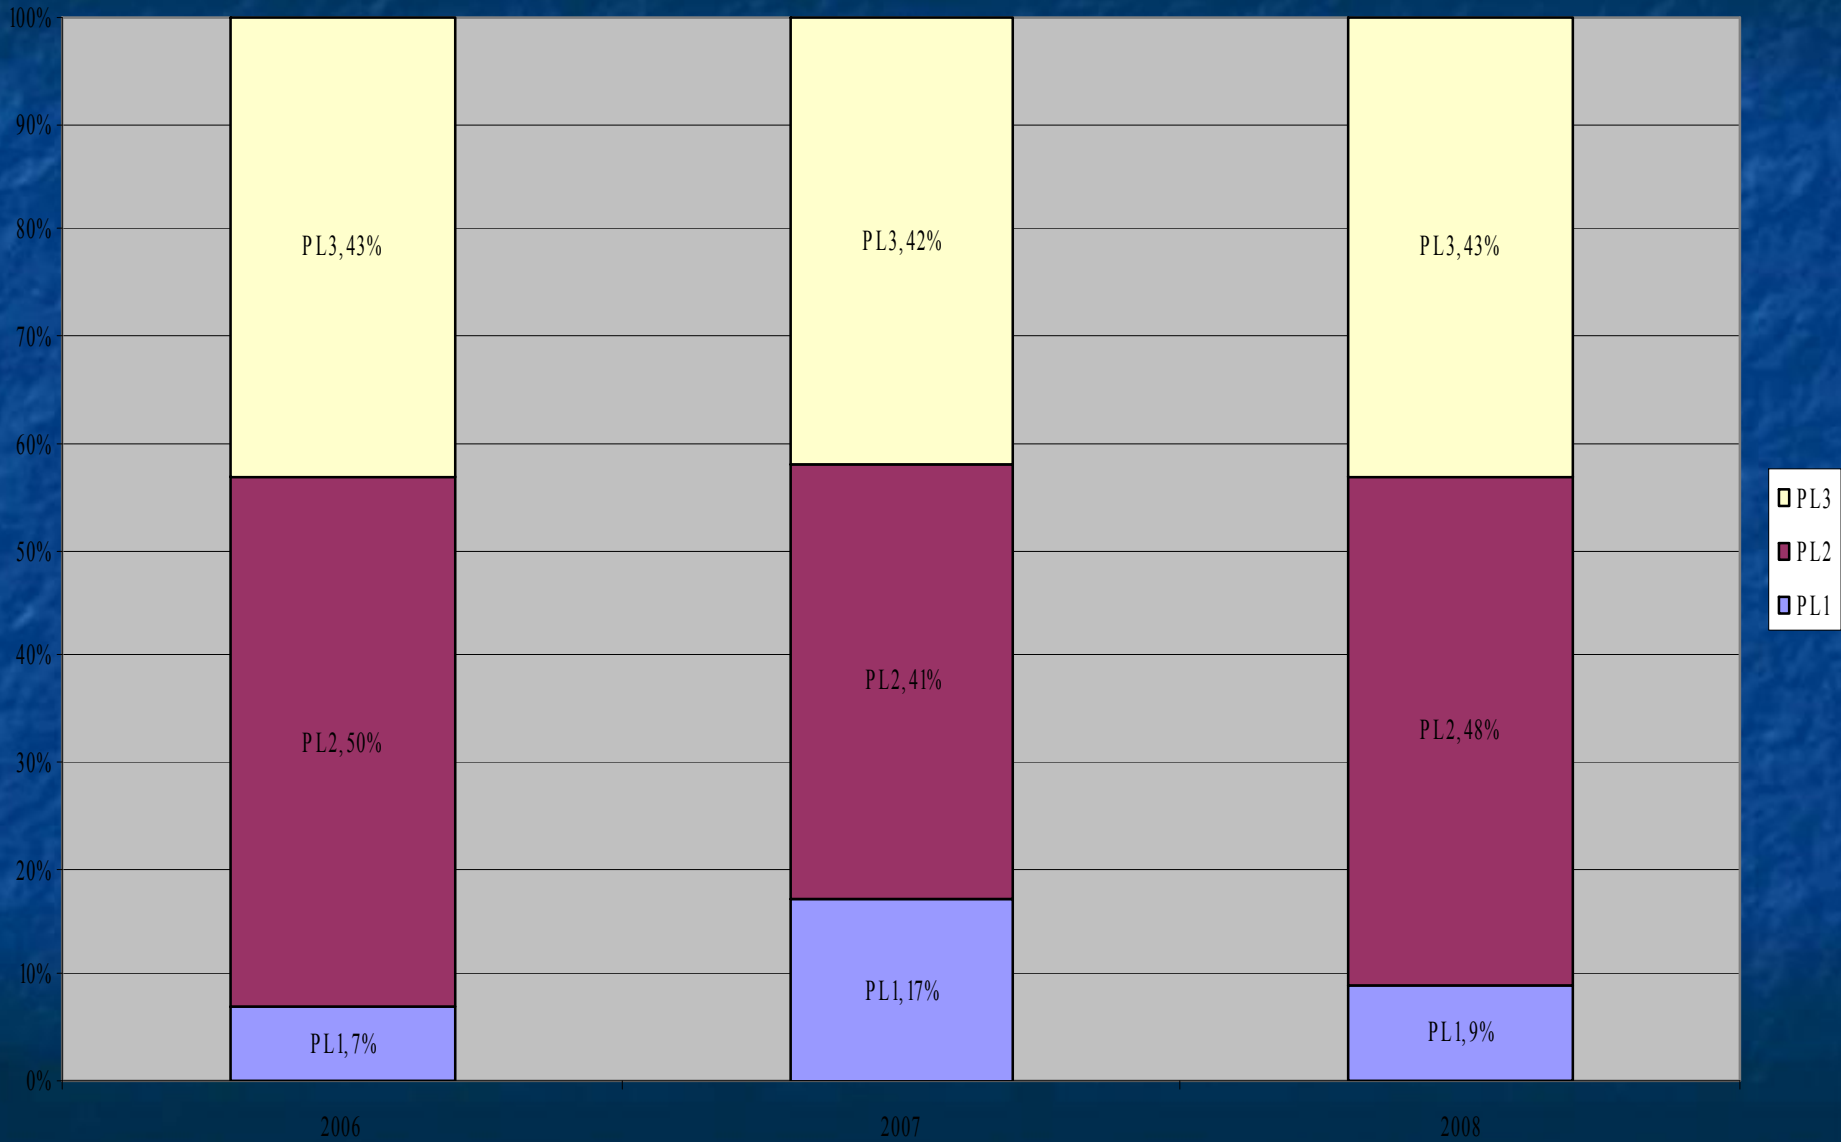 100%
90%
80%
70%
60%
50%
40%
30%
20%
10%
0%
PL3, 43%
PL2, 50%
PL1, 7%
PL3, 42%
PL2, 41%
PL1, 17%
PL3, 43%
PL2, 48%
PL1, 9%
2006
2007
2008
PL3
PL2
PL1